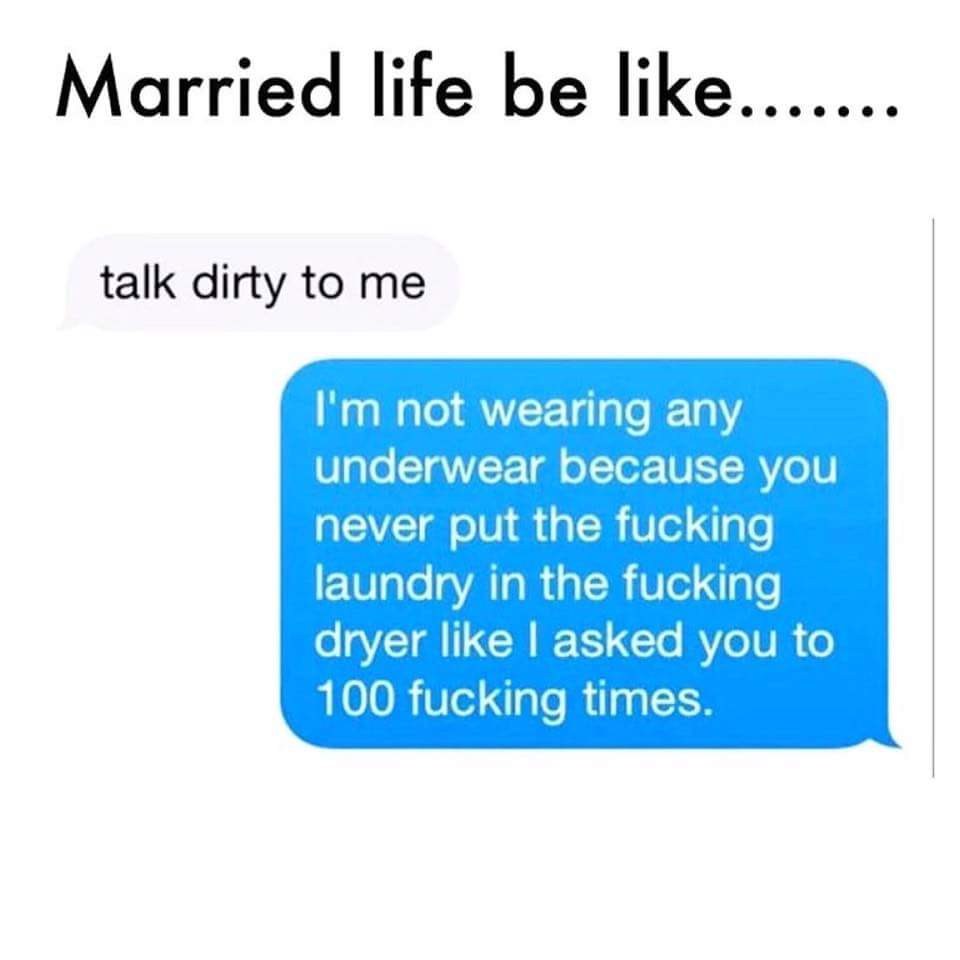 Married life be like.......
talk dirty to me
I'm not wearing any
underwear because you
never put the fucking
laundry in the fucking
dryer like I asked you to
100 fucking times.